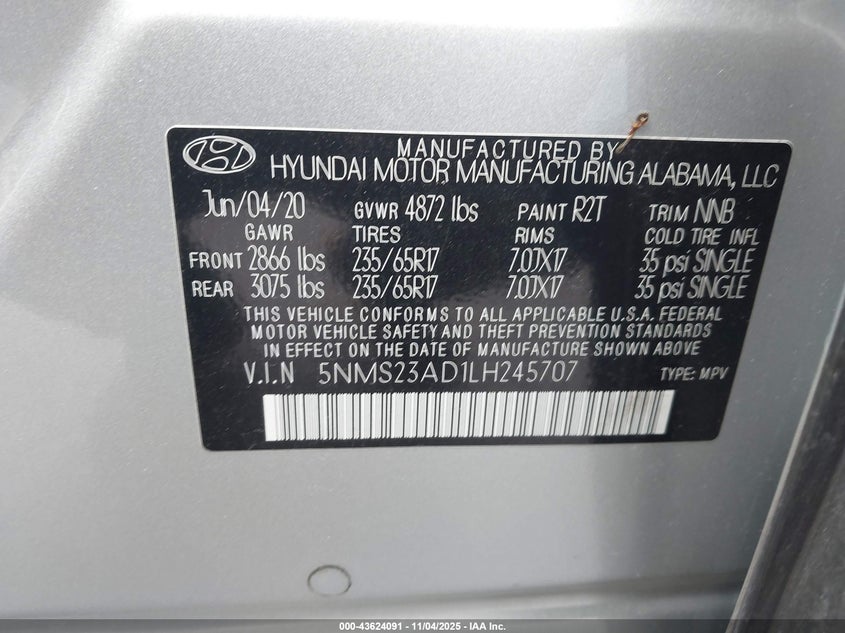 MANUFACTURED BY
HYUNDAI MOTOR MANUFACTURING ALABAMA, LLC
Jun/04/20 GVWR 4872 lbs PAINT R2T TRIM NNB
GAWR TIRES RIMS COLD TIRE INFL
FRONT 2866 lbs 235/65R17 7.0JX17 35 psi SINGLE
REAR 3075 lbs 235/65R17 7.0JX17 35 psi SINGLE
THIS VEHICLE CONFORMS TO ALL APPLICABLE U.S.A. FEDERAL
MOTOR VEHICLE SAFETY AND THEFT PREVENTION STANDARDS
IN EFFECT ON THE DATE OF MANUFACTURE SHOWN ABOVE
V.I.N 5NMS23AD1LH245707 TYPE: MPV
000-43624091 - 11/04/2025 - IAA Inc.